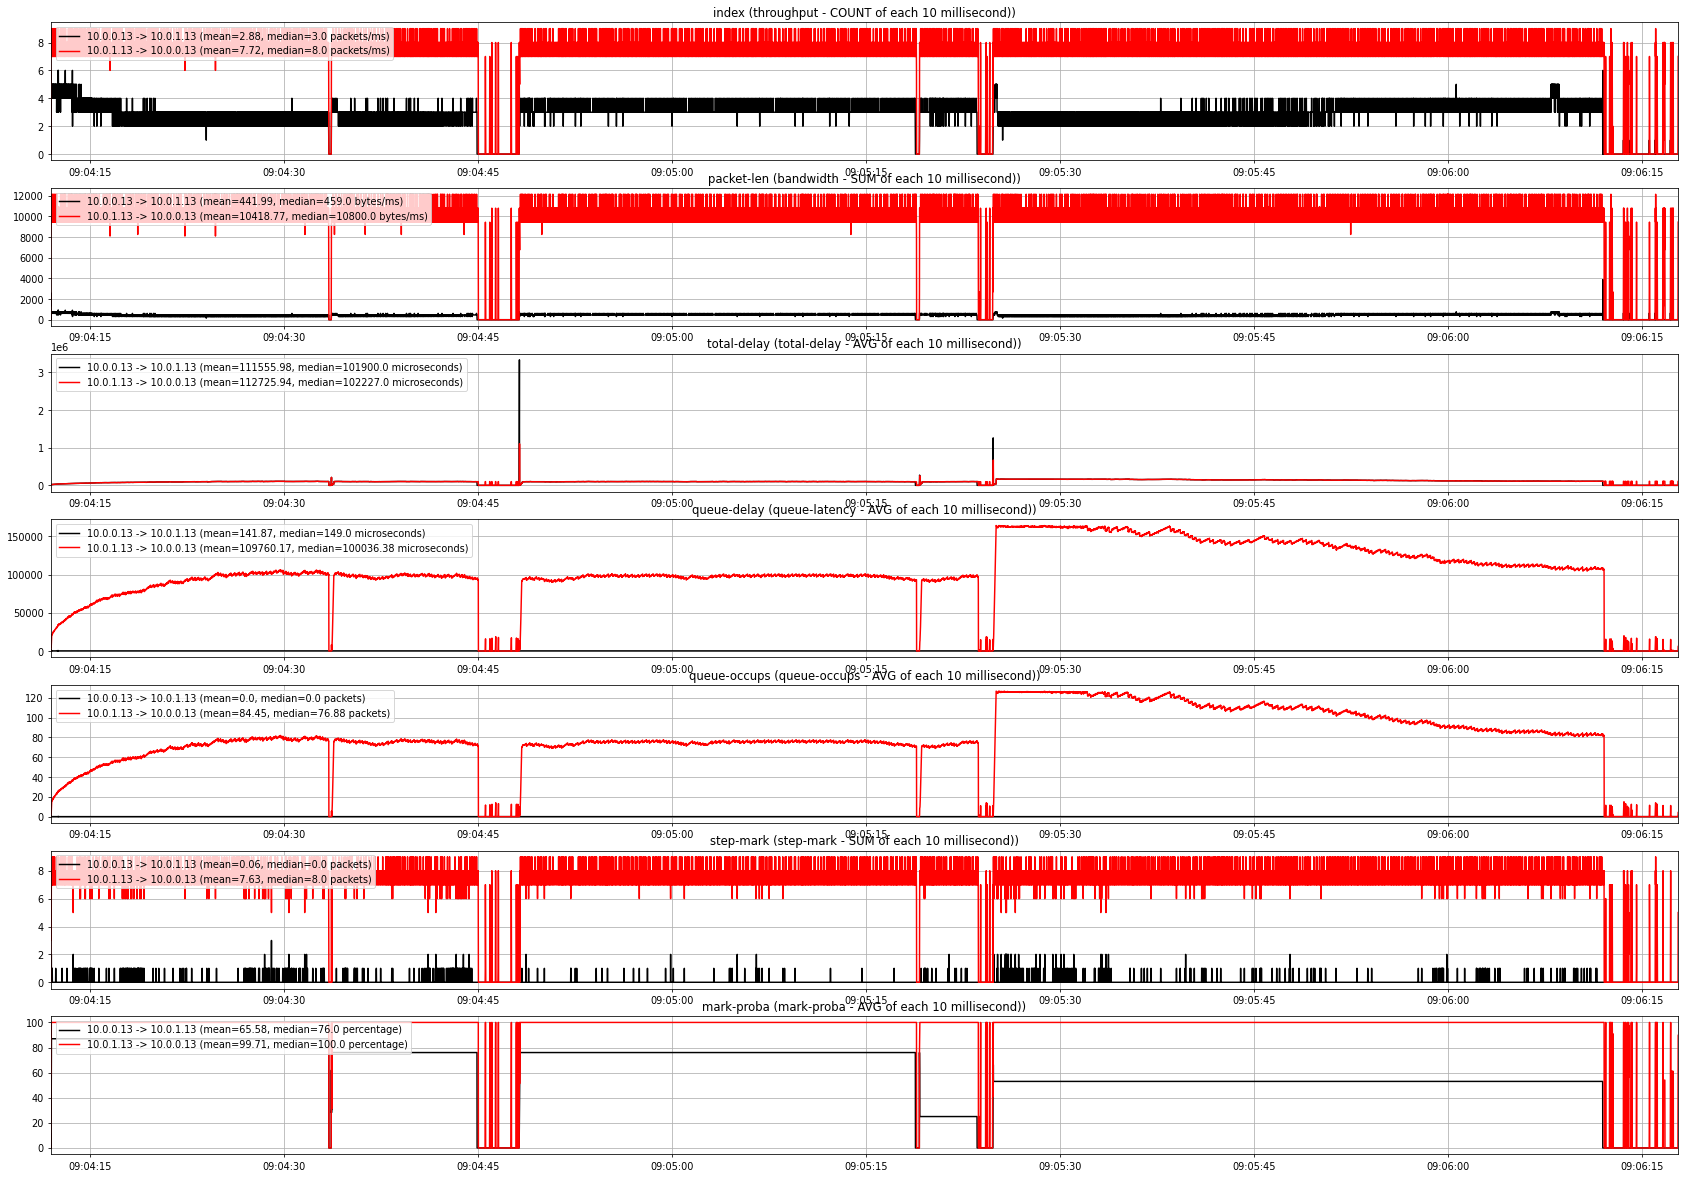 index (throughput - COUNT of each 10 millisecond))
10.0.0.13 -> 10.0.1.13 (mean=2.88, median=3.0 packets/ms)
10.0.1.13 -> 10.0.0.13 (mean=7.72, median=8.0 packets/ms)
8
6
4
2
0
09:04:15 09:04:30 09:04:45 09:05:00 09:05:15 09:05:30 09:05:45 09:06:00 09:06:15
packet-len (bandwidth - SUM of each 10 millisecond))
10.0.0.13 -> 10.0.1.13 (mean=441.99, median=459.0 bytes/ms)
10.0.1.13 -> 10.0.0.13 (mean=10418.77, median=10800.0 bytes/ms)
12000
10000
8000
6000
4000
2000
0
09:04:15 09:04:30 09:04:45 09:05:00 09:05:15 09:05:30 09:05:45 09:06:00 09:06:15
total-delay (total-delay - AVG of each 10 millisecond))
1e6
10.0.0.13 -> 10.0.1.13 (mean=111555.98, median=101900.0 microseconds)
10.0.1.13 -> 10.0.0.13 (mean=112725.94, median=102227.0 microseconds)
3
2
1
0
09:04:15 09:04:30 09:04:45 09:05:00 09:05:15 09:05:30 09:05:45 09:06:00 09:06:15
queue-delay (queue-latency - AVG of each 10 millisecond))
10.0.0.13 -> 10.0.1.13 (mean=141.87, median=149.0 microseconds)
10.0.1.13 -> 10.0.0.13 (mean=109760.17, median=100036.38 microseconds)
150000
100000
50000
0
09:04:15 09:04:30 09:04:45 09:05:00 09:05:15 09:05:30 09:05:45 09:06:00 09:06:15
queue-occups (queue-occups - AVG of each 10 millisecond))
10.0.0.13 -> 10.0.1.13 (mean=0.0, median=0.0 packets)
10.0.1.13 -> 10.0.0.13 (mean=84.45, median=76.88 packets)
120
100
80
60
40
20
0
09:04:15 09:04:30 09:04:45 09:05:00 09:05:15 09:05:30 09:05:45 09:06:00 09:06:15
step-mark (step-mark - SUM of each 10 millisecond))
10.0.0.13 -> 10.0.1.13 (mean=0.06, median=0.0 packets)
10.0.1.13 -> 10.0.0.13 (mean=7.63, median=8.0 packets)
8
6
4
2
0
09:04:15 09:04:30 09:04:45 09:05:00 09:05:15 09:05:30 09:05:45 09:06:00 09:06:15
mark-proba (mark-proba - AVG of each 10 millisecond))
10.0.0.13 -> 10.0.1.13 (mean=65.58, median=76.0 percentage)
10.0.1.13 -> 10.0.0.13 (mean=99.71, median=100.0 percentage)
100
80
60
40
20
0
09:04:15 09:04:30 09:04:45 09:05:00 09:05:15 09:05:30 09:05:45 09:06:00 09:06:15